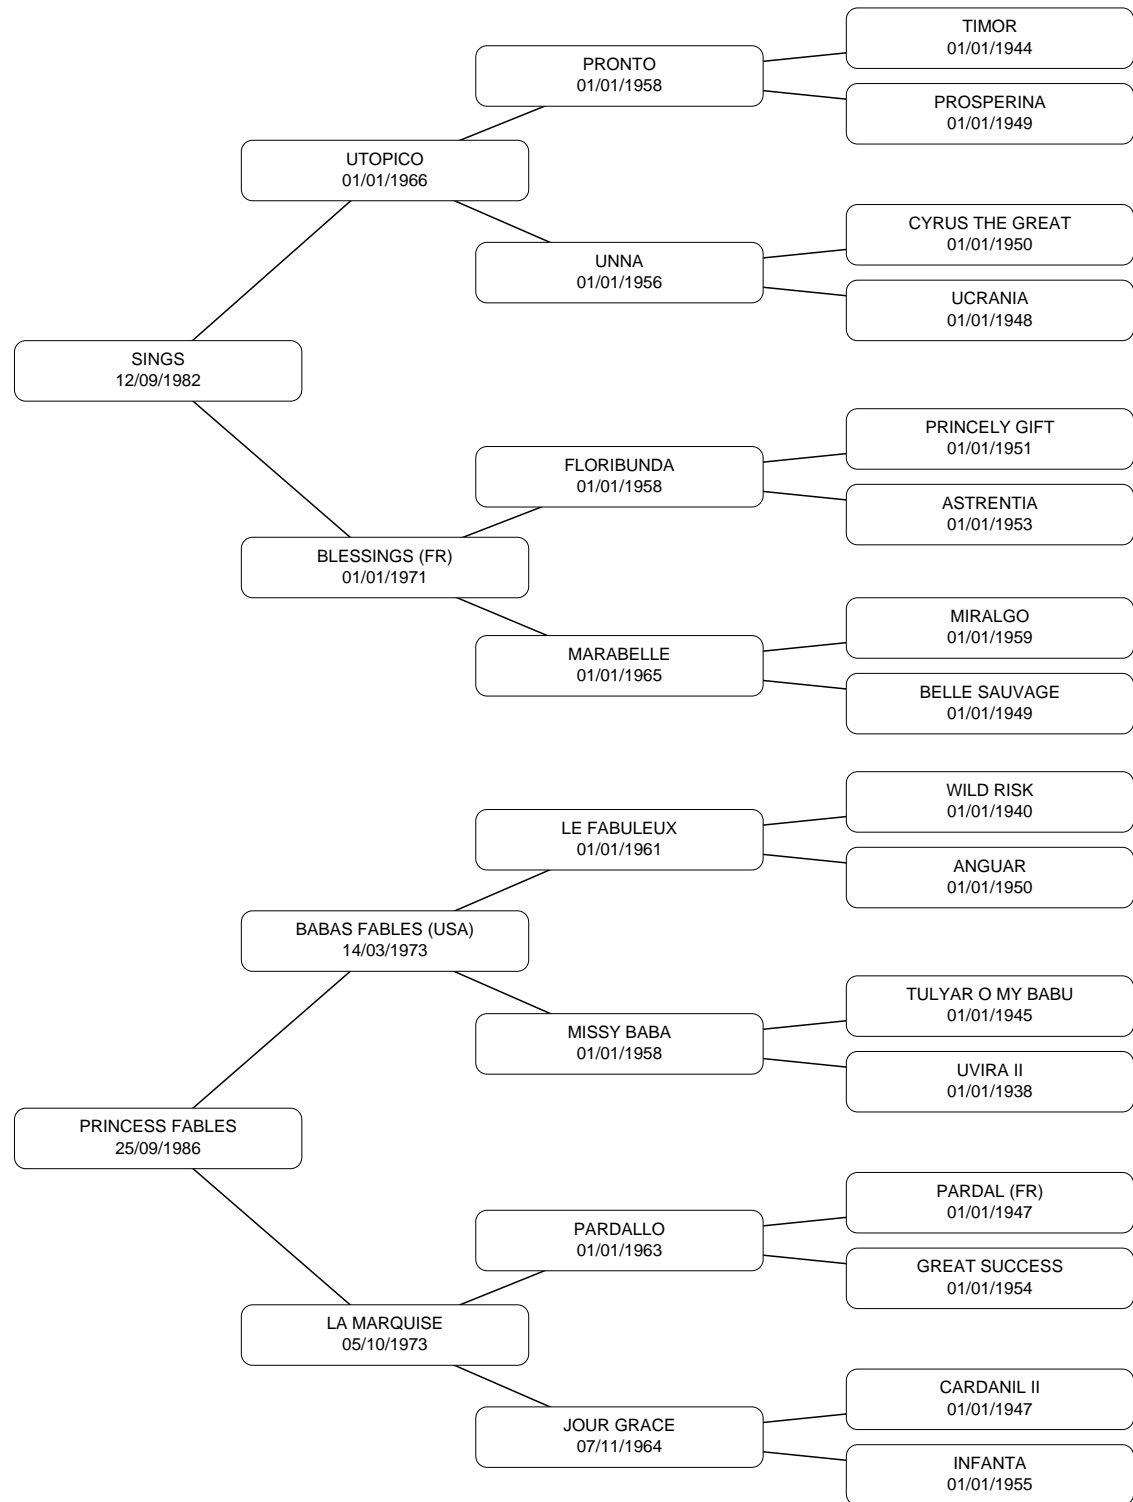 TIMOR
01/01/1944
PRONTO
01/01/1958
PROSPERINA
01/01/1949
UTOPICO
01/01/1966
CYRUS THE GREAT
01/01/1950
UNNA
01/01/1956
UCRANIA
01/01/1948
SINGS
12/09/1982
PRINCELY GIFT
01/01/1951
FLORIBUNDA
01/01/1958
ASTRENTIA
01/01/1953
BLESSINGS (FR)
01/01/1971
MIRALGO
01/01/1959
MARABELLE
01/01/1965
BELLE SAUVAGE
01/01/1949
WILD RISK
01/01/1940
LE FABULEUX
01/01/1961
ANGUAR
01/01/1950
BABAS FABLES (USA)
14/03/1973
TULYAR O MY BABU
01/01/1945
MISSY BABA
01/01/1958
UVIRA II
01/01/1938
PRINCESS FABLES
25/09/1986
PARDAL (FR)
01/01/1947
PARDALLO
01/01/1963
GREAT SUCCESS
01/01/1954
LA MARQUISE
05/10/1973
CARDANIL II
01/01/1947
JOUR GRACE
07/11/1964
INFANTA
01/01/1955